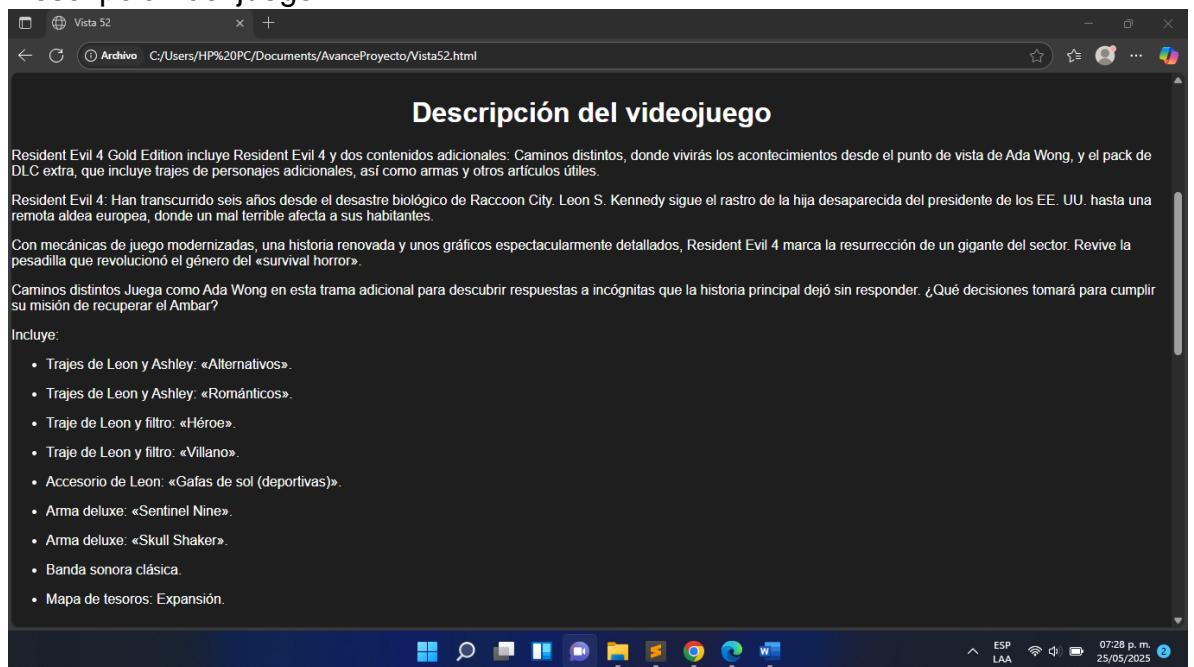 Vista 52
Archivo C:/Users/HP%20PC/Documents/AvanceProyecto/Vista52.html
Descripción del videojuego
Resident Evil 4 Gold Edition incluye Resident Evil 4 y dos contenidos adicionales: Caminos distintos, donde vivirás los acontecimientos desde el punto de vista de Ada Wong, y el pack de
DLC extra, que incluye trajes de personajes adicionales, así como armas y otros artículos útiles.
Resident Evil 4: Han transcurrido seis años desde el desastre biológico de Raccoon City. Leon S. Kennedy sigue el rastro de la hija desaparecida del presidente de los EE. UU. hasta una
remota aldea europea, donde un mal terrible afecta a sus habitantes.
Con mecánicas de juego modernizadas, una historia renovada y unos gráficos espectacularmente detallados, Resident Evil 4 marca la resurrección de un gigante del sector. Revive la
pesadilla que revolucionó el género del «survival horror».
Caminos distintos Juega como Ada Wong en esta trama adicional para descubrir respuestas a incógnitas que la historia principal dejó sin responder. ¿Qué decisiones tomará para cumplir
su misión de recuperar el Ambar?
Incluye:
• Trajes de Leon y Ashley: «Alternativos».
• Trajes de Leon y Ashley: «Románticos».
• Traje de Leon y filtro: «Héroe».
• Traje de Leon y filtro: «Villano».
• Accesorio de Leon: «Gafas de sol (deportivas)».
• Arma deluxe: «Sentinel Nine».
• Arma deluxe: «Skull Shaker».
• Banda sonora clásica.
• Mapa de tesoros: Expansión.
ESP
LAA
07:28 p. m.
25/05/2025
2